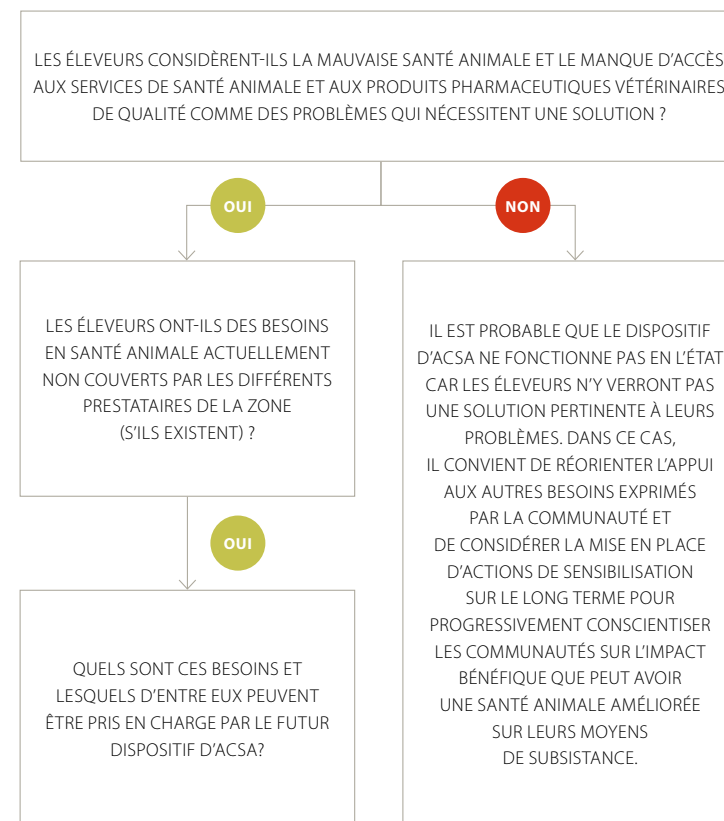 LES ÉLEVEURS CONSIDÈRENT-ILS LA MAUVAISE SANTÉ ANIMALE ET LE MANQUE D’ACCÈS
AUX SERVICES DE SANTÉ ANIMALE ET AUX PRODUITS PHARMACEUTIQUES VÉTÉRINAIRES
DE QUALITÉ COMME DES PROBLÈMES QUI NÉCESSITENT UNE SOLUTION ?
OUI
NON
LES ÉLEVEURS ONT-ILS DES BESOINS
EN SANTÉ ANIMALE ACTUELLEMENT
NON COUVERTS PAR LES DIFFÉRENTS
PRESTATAIRES DE LA ZONE
(S’ILS EXISTENT) ?
OUI
QUELS SONT CES BESOINS ET
LESQUELS D’ENTRE EUX PEUVENT
ÊTRE PRIS EN CHARGE PAR LE FUTUR
DISPOSITIF D’ACSA?
IL EST PROBABLE QUE LE DISPOSITIF
D’ACSA NE FONCTIONNE PAS EN L’ÉTAT
CAR LES ÉLEVEURS N’Y VERRONT PAS
UNE SOLUTION PERTINENTE À LEURS
PROBLÈMES. DANS CE CAS,
IL CONVIENT DE RÉORIENTER L’APPUI
AUX AUTRES BESOINS EXPRIMÉS
PAR LA COMMUNAUTÉ ET
DE CONSIDÉRER LA MISE EN PLACE
D’ACTIONS DE SENSIBILISATION
SUR LE LONG TERME POUR
PROGRESSIVEMENT CONSCIENTISER
LES COMMUNAUTÉS SUR L’IMPACT
BÉNÉFIQUE QUE PEUT AVOIR
UNE SANTÉ ANIMALE AMÉLIORÉE
SUR LEURS MOYENS
DE SUBSISTANCE.